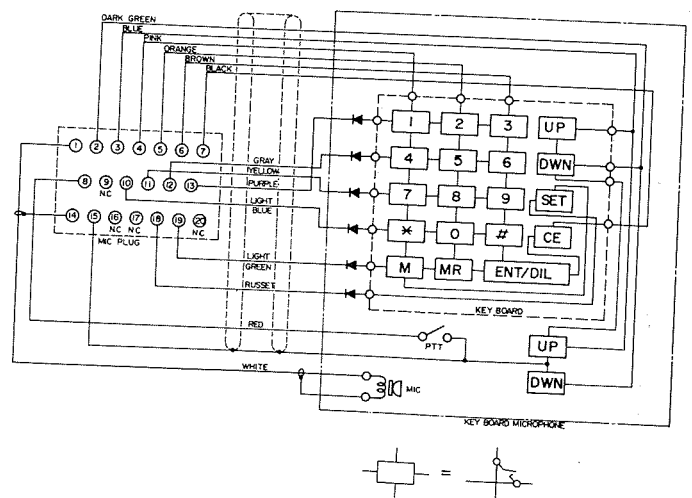 DARK GREEN
BLUE
PINK
ORANGE
BROWN
BLACK
1 2 3 UP
1 2 3 4 5 6 7
GRAY
YELLOW
PURPLE
4 5 6 DWN
8 9 10 11 12 13
NC
LIGHT
BLUE
7 8 9 SET
14 15 16 17 18 19 20
NC NC NC
MIC PLUG
* 0 # CE
LIGHT
GREEN
M MR ENT/DIL
RUSSET
KEY BOARD
RED
PTT
UP
WHITE
MIC
DWN
KEY BOARD MICROPHONE
=